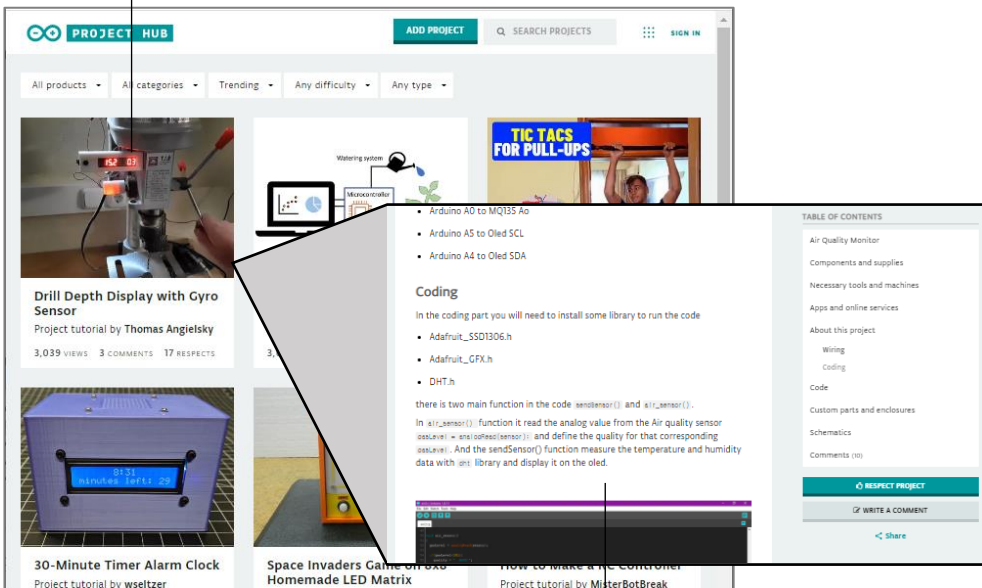 PROJECT HUB
ADD PROJECT
SEARCH PROJECTS
SIGN IN
All products
All categories
Trending
Any difficulty
Any type
152 03
Watering system
Microcontroller
TIC TACS
FOR PULL-UPS
Drill Depth Display with Gyro
Sensor
Project tutorial by Thomas Angielsky
3,039 VIEWS 3 COMMENTS 17 RESPECTS
8:31
minutes left: 29
30-Minute Timer Alarm Clock
Project tutorial by wseltzer
Space Invaders Game on 8x8
Homemade LED Matrix
How to Make a RC Controller
Project tutorial by MisterBotBreak
• Arduino A0 to MQ135 Ao
• Arduino A5 to Oled SCL
• Arduino A4 to Oled SDA
Coding
In the coding part you will need to install some library to run the code
• Adafruit_SSD1306.h
• Adafruit_GFX.h
• DHT.h
there is two main function in the code sendSensor() and air_sensor().
In air_sensor() function it read the analog value from the Air quality sensor
gasLevel = analogRead(sensor); and define the quality for that corresponding
gasLevel. And the sendSensor() function measure the temperature and humidity
data with dht library and display it on the oled.
TABLE OF CONTENTS
Air Quality Monitor
Components and supplies
Necessary tools and machines
Apps and online services
About this project
Wiring
Coding
Code
Custom parts and enclosures
Schematics
Comments (10)
RESPECT PROJECT
WRITE A COMMENT
Share